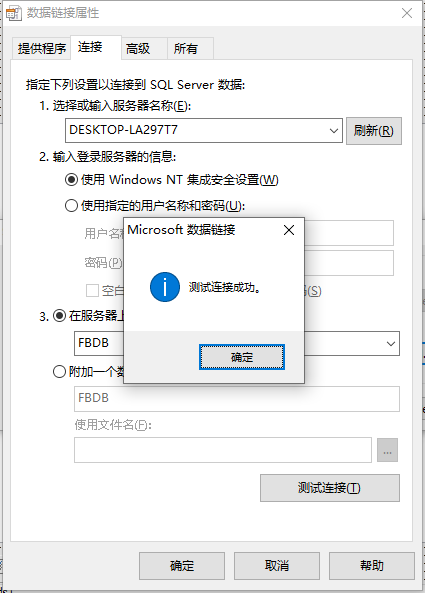 数据链接属性
提供程序
连接
高级
所有
指定下列设置以连接到 SQL Server 数据:
1. 选择或输入服务器名称(E):
DESKTOP-LA297T7
刷新(R)
2. 输入登录服务器的信息:
使用 Windows NT 集成安全设置(W)
使用指定的用户名称和密码(U):
用户名称
Microsoft 数据链接
密码(P)
测试连接成功。
空白
(S)
3. 在服务器上
FBDB
确定
附加一个数
FBDB
使用文件名(F):
...
测试连接(T)
确定
取消
帮助